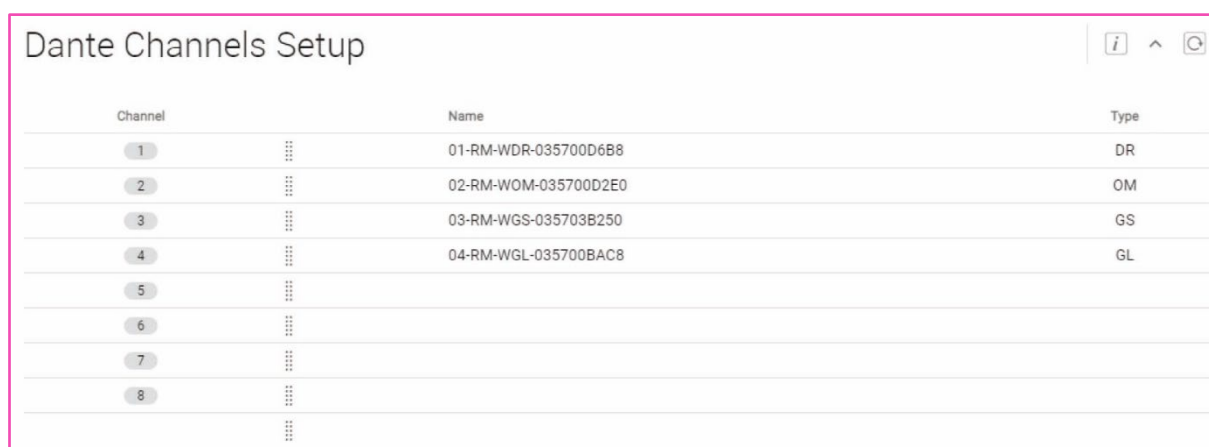 Dante Channels Setup
i
Channel Name Type
1 01-RM-WDR-035700D6B8 DR
2 02-RM-WOM-035700D2E0 OM
3 03-RM-WGS-035703B250 GS
4 04-RM-WGL-035700BAC8 GL
5
6
7
8